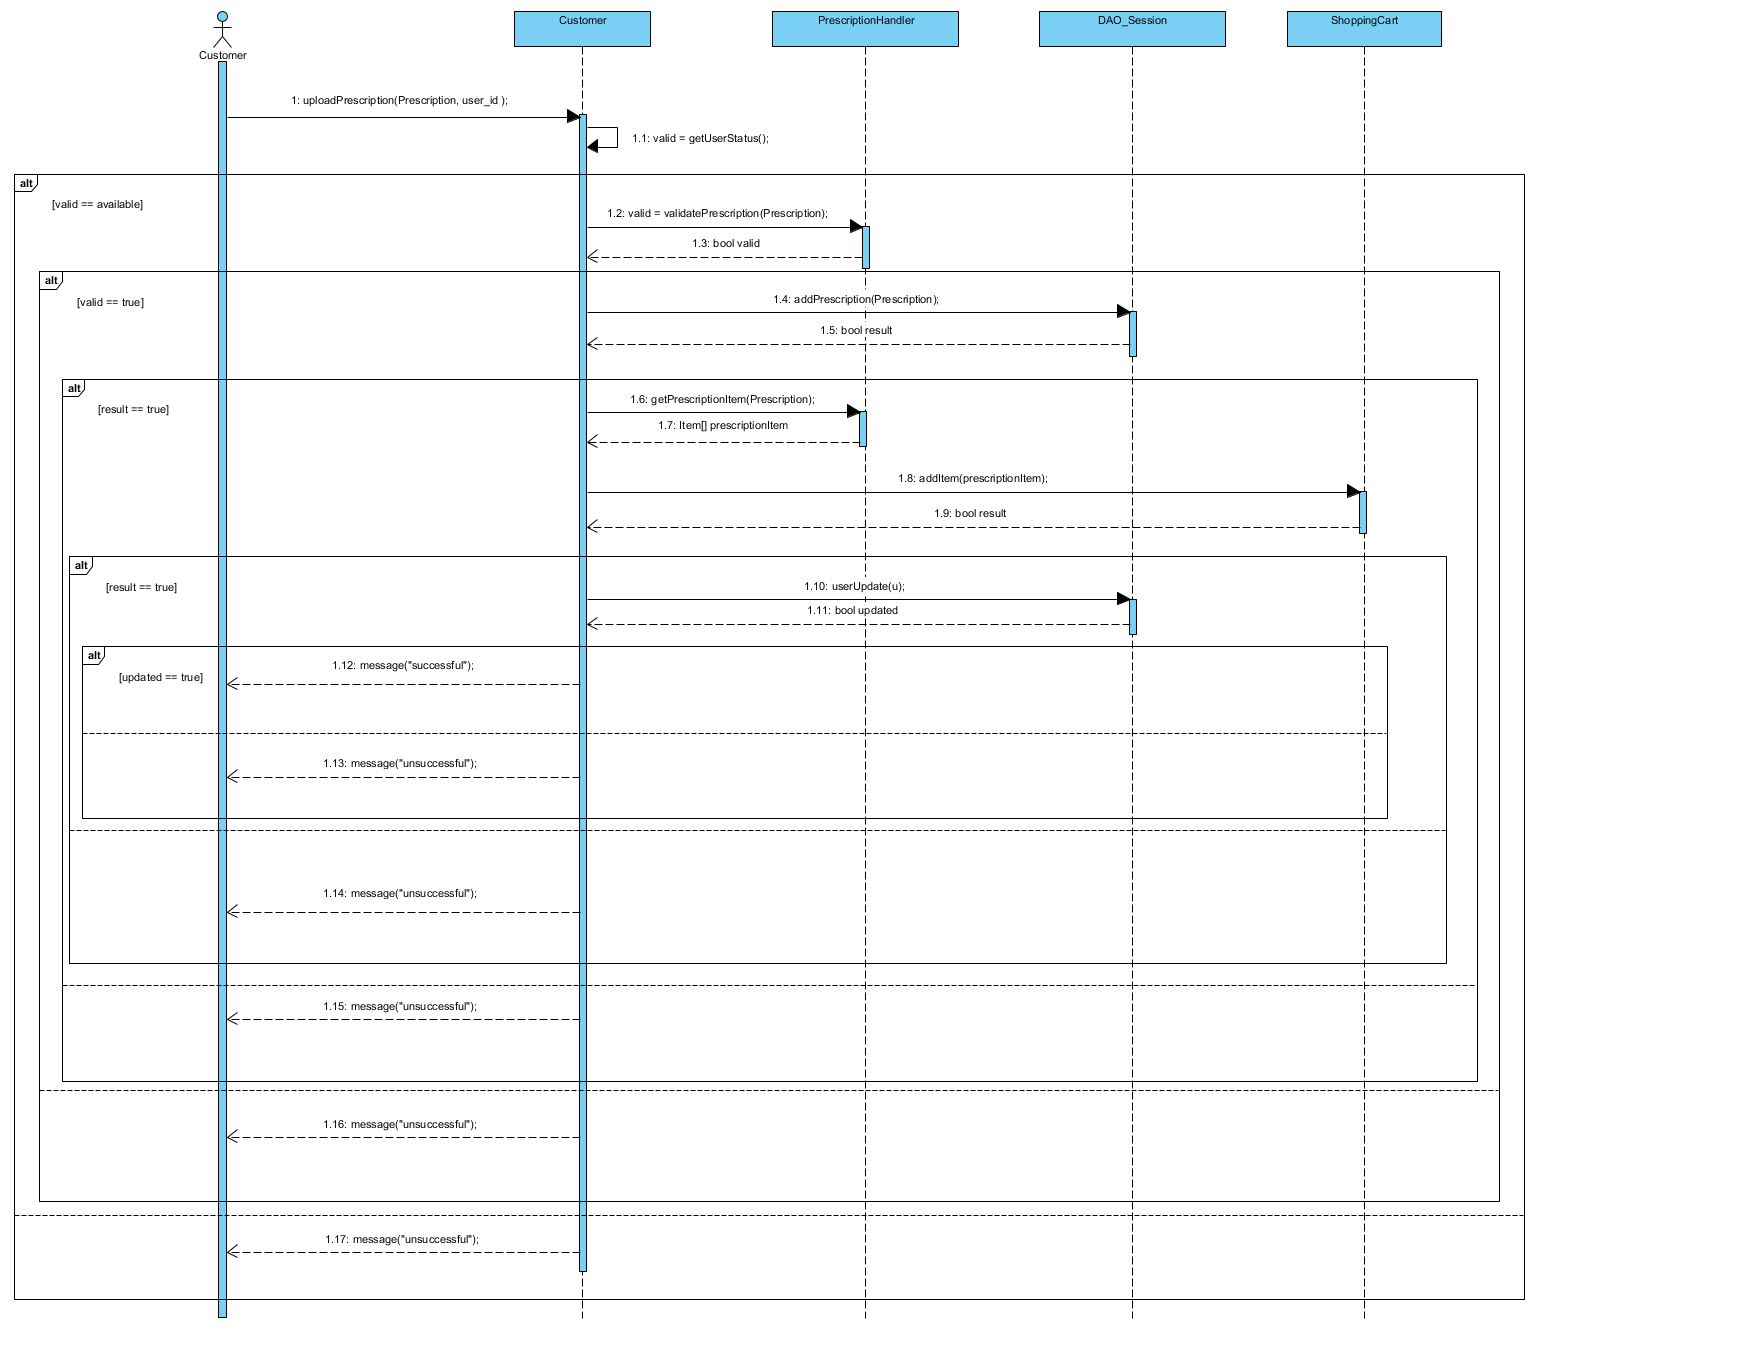 Customer
Customer
PrescriptionHandler
DAO_Session
ShoppingCart
1: uploadPrescription(Prescription, user_id );
1.1: valid = getUserStatus();
alt
[valid == available]
1.2: valid = validatePrescription(Prescription);
1.3: bool valid
alt
[valid == true]
1.4: addPrescription(Prescription);
1.5: bool result
alt
[result == true]
1.6: getPrescriptionItem(Prescription);
1.7: Item[] prescriptionItem
1.8: addItem(prescriptionItem);
1.9: bool result
alt
[result == true]
1.10: userUpdate(u);
1.11: bool updated
alt
[updated == true]
1.12: message("successful");
1.13: message("unsuccessful");
1.14: message("unsuccessful");
1.15: message("unsuccessful");
1.16: message("unsuccessful");
1.17: message("unsuccessful");